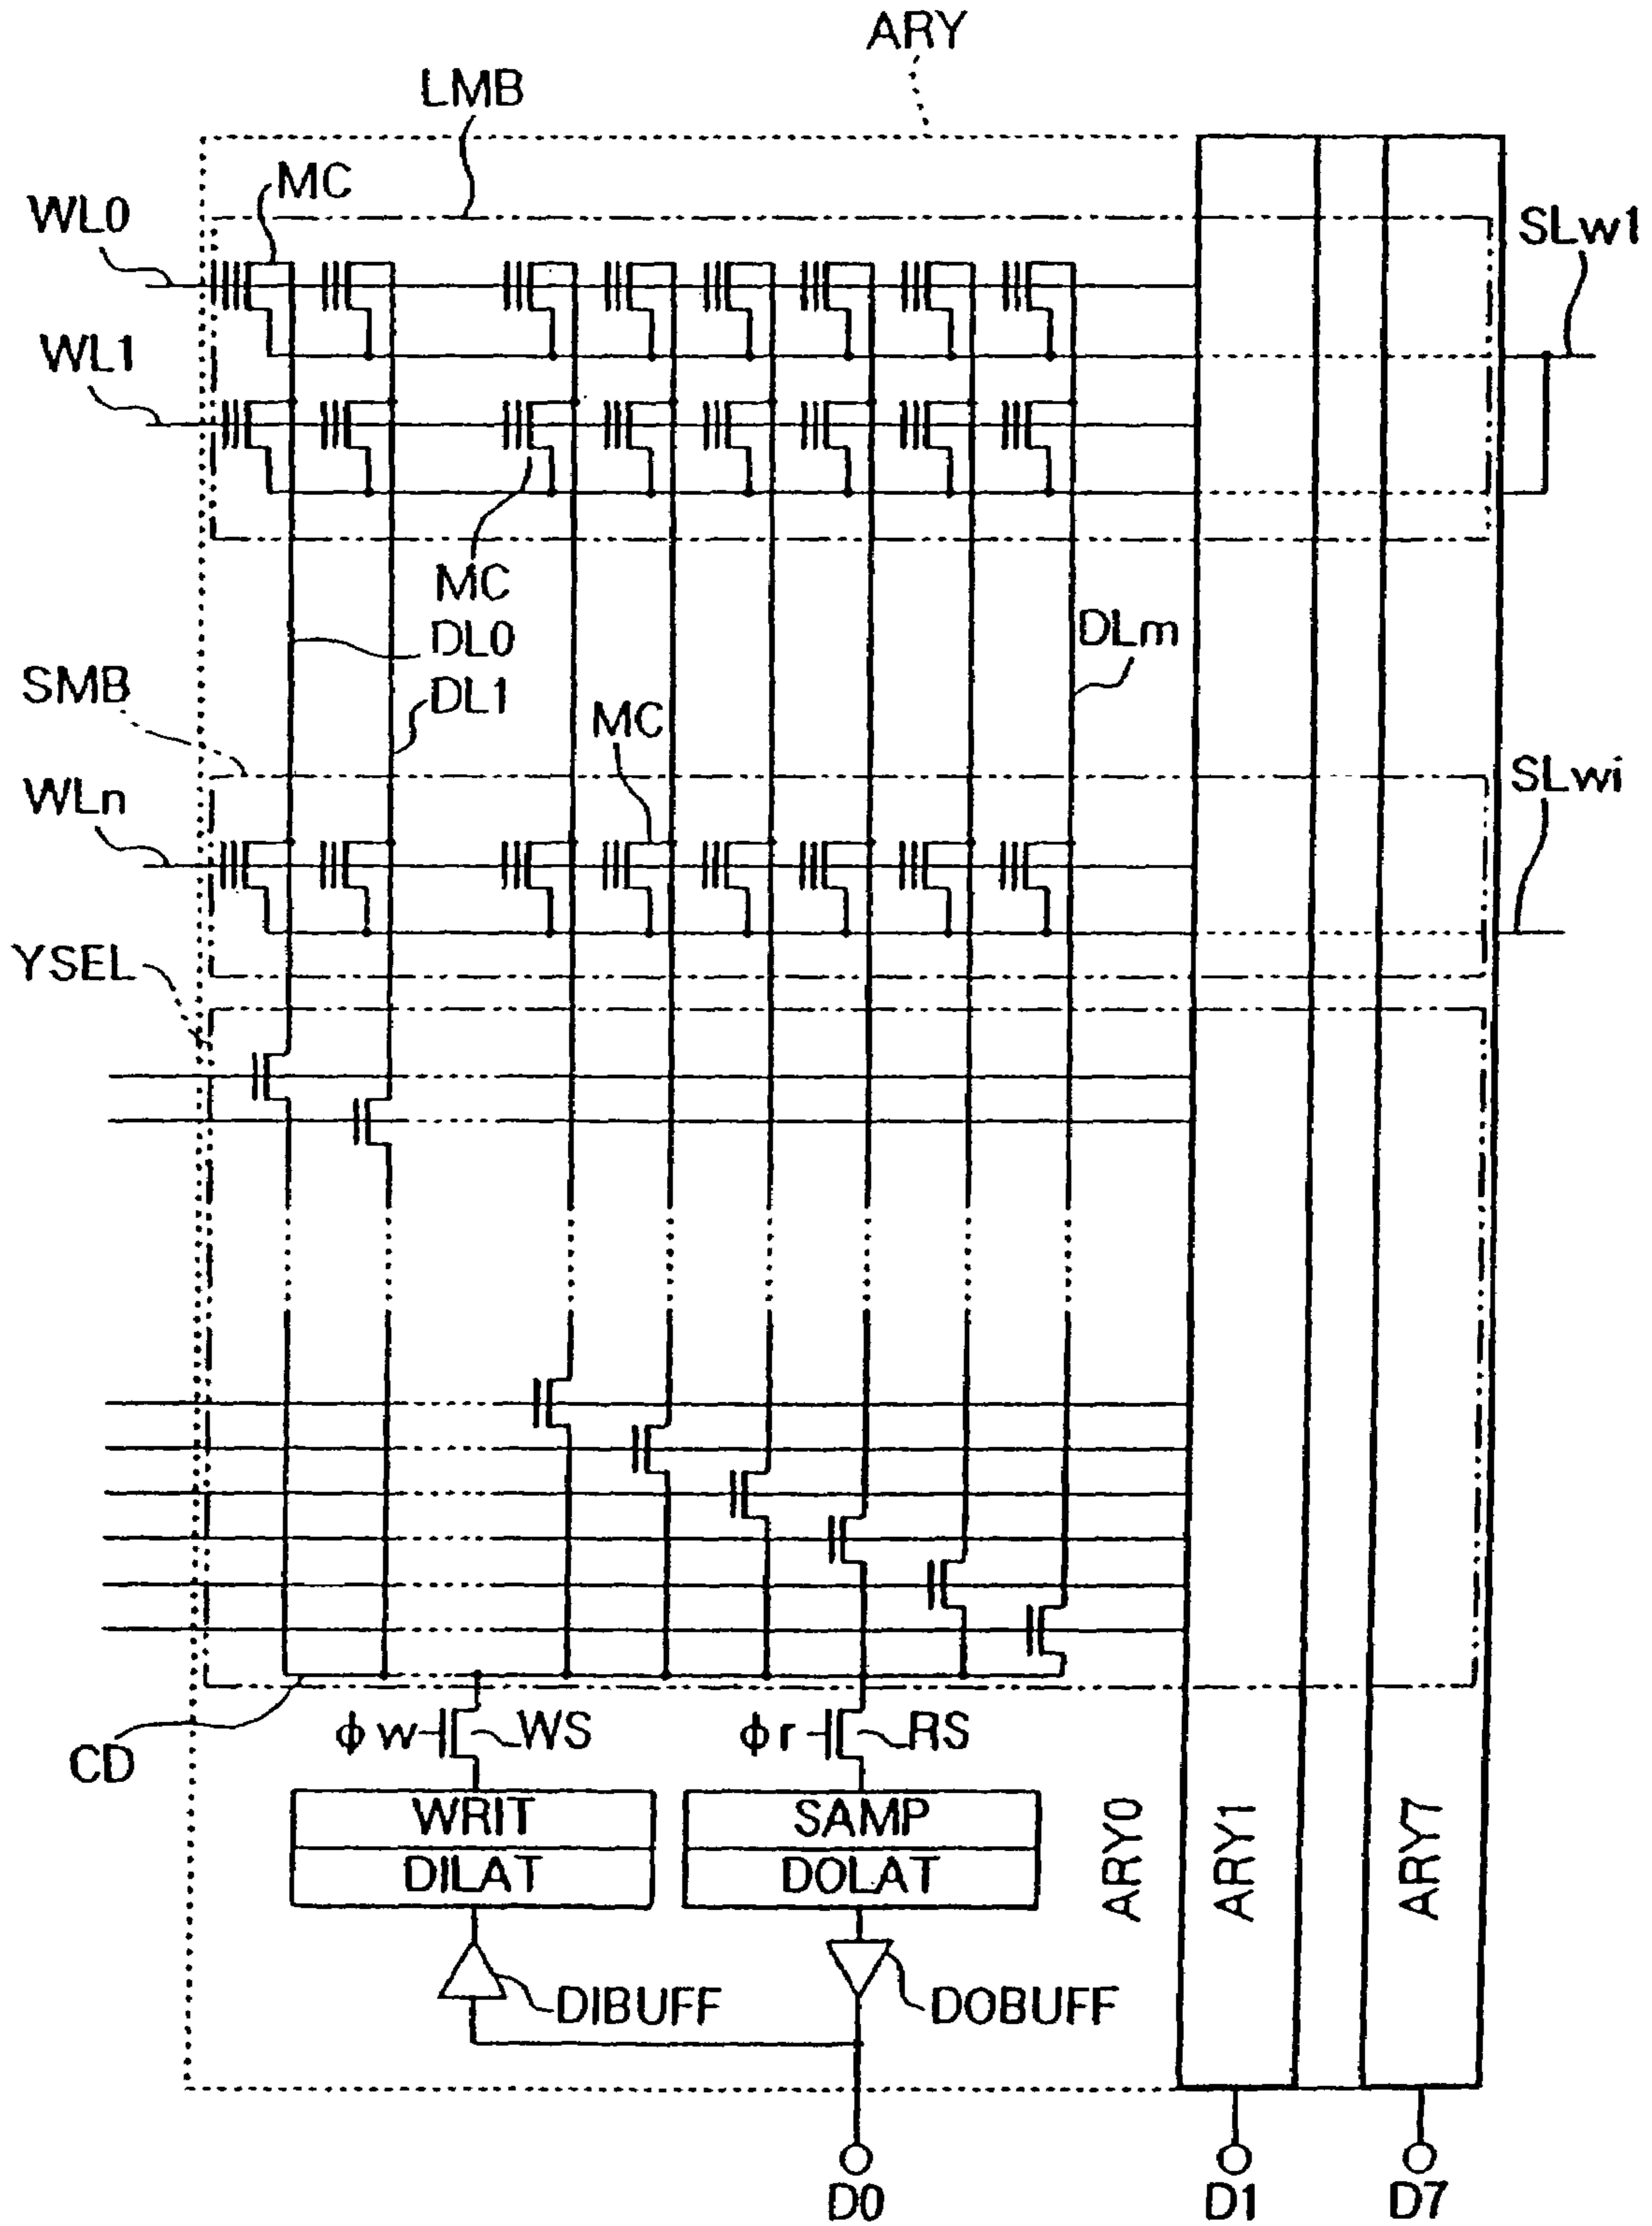 ARY
LMB
MC
WL0
SLw1
WL1
MC
DL0
DLm
SMB
DL1
MC
WLn
SLwi
YSEL
ϕw
WS
ϕr
RS
CD
WRIT
SAMP
DILAT
DOLAT
ARY0
ARY1
ARY7
DIBUFF
DOBUFF
D0
D1
D7